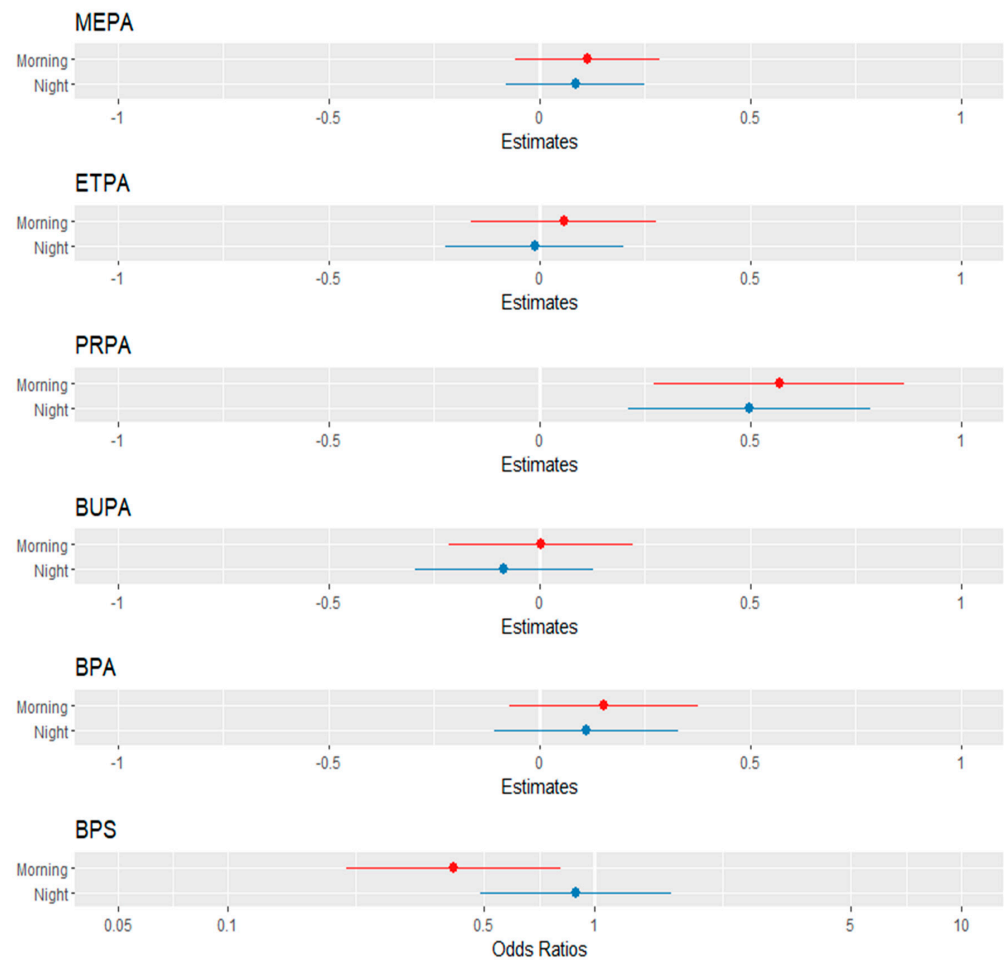 MEPA
Morning
Night
-1 -0.5 0 0.5 1
Estimates
ETPA
Morning
Night
-1 -0.5 0 0.5 1
Estimates
PRPA
Morning
Night
-1 -0.5 0 0.5 1
Estimates
BUPA
Morning
Night
-1 -0.5 0 0.5 1
Estimates
BPA
Morning
Night
-1 -0.5 0 0.5 1
Estimates
BPS
Morning
Night
0.05 0.1 0.5 1 5 10
Odds Ratios